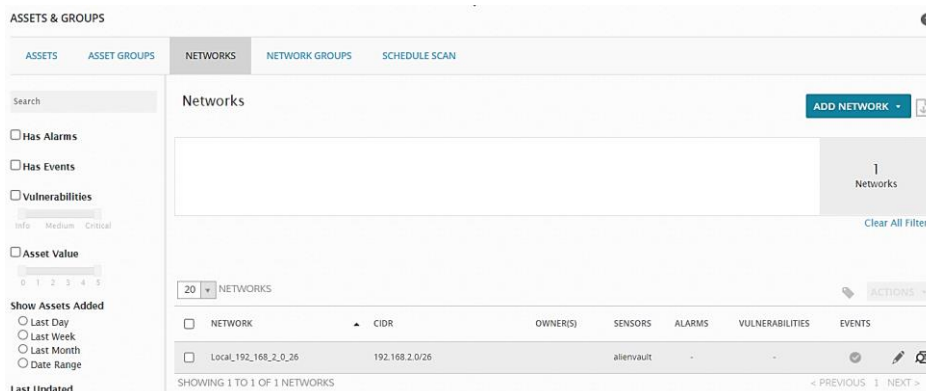 ASSETS & GROUPS
ASSETS ASSET GROUPS NETWORKS NETWORK GROUPS SCHEDULE SCAN
Search
Has Alarms
Has Events
Vulnerabilities
Info Medium Critical
Asset Value
0 1 2 3 4 5
Show Assets Added
Last Day
Last Week
Last Month
Date Range
Last Updated
Networks
ADD NETWORK
1
Networks
Clear All Filter
20 NETWORKS
ACTIONS
NETWORK CIDR OWNER(S) SENSORS ALARMS VULNERABILITIES EVENTS
Local_192_168_2_0_26 192.168.2.0/26 alienvault - -
SHOWING 1 TO 1 OF 1 NETWORKS
< PREVIOUS 1 NEXT >